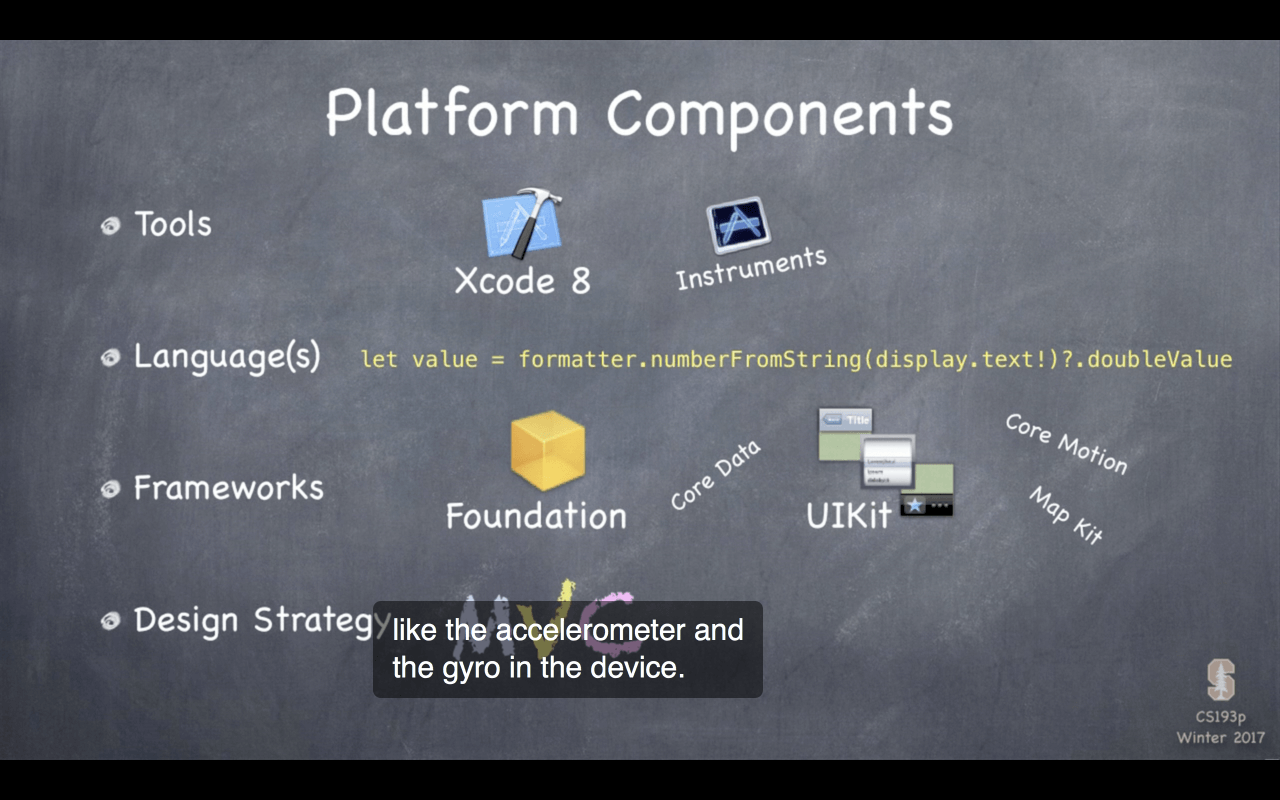 Platform Components
Tools
Xcode 8
Instruments
Language(s)
let value = formatter.numberFromString(display.text!)?.doubleValue
Frameworks
Foundation
Core Data
Title
UIKit
Core Motion
Map Kit
Design Strategy
MVC
like the accelerometer and
the gyro in the device.
S
CS193p
Winter 2017